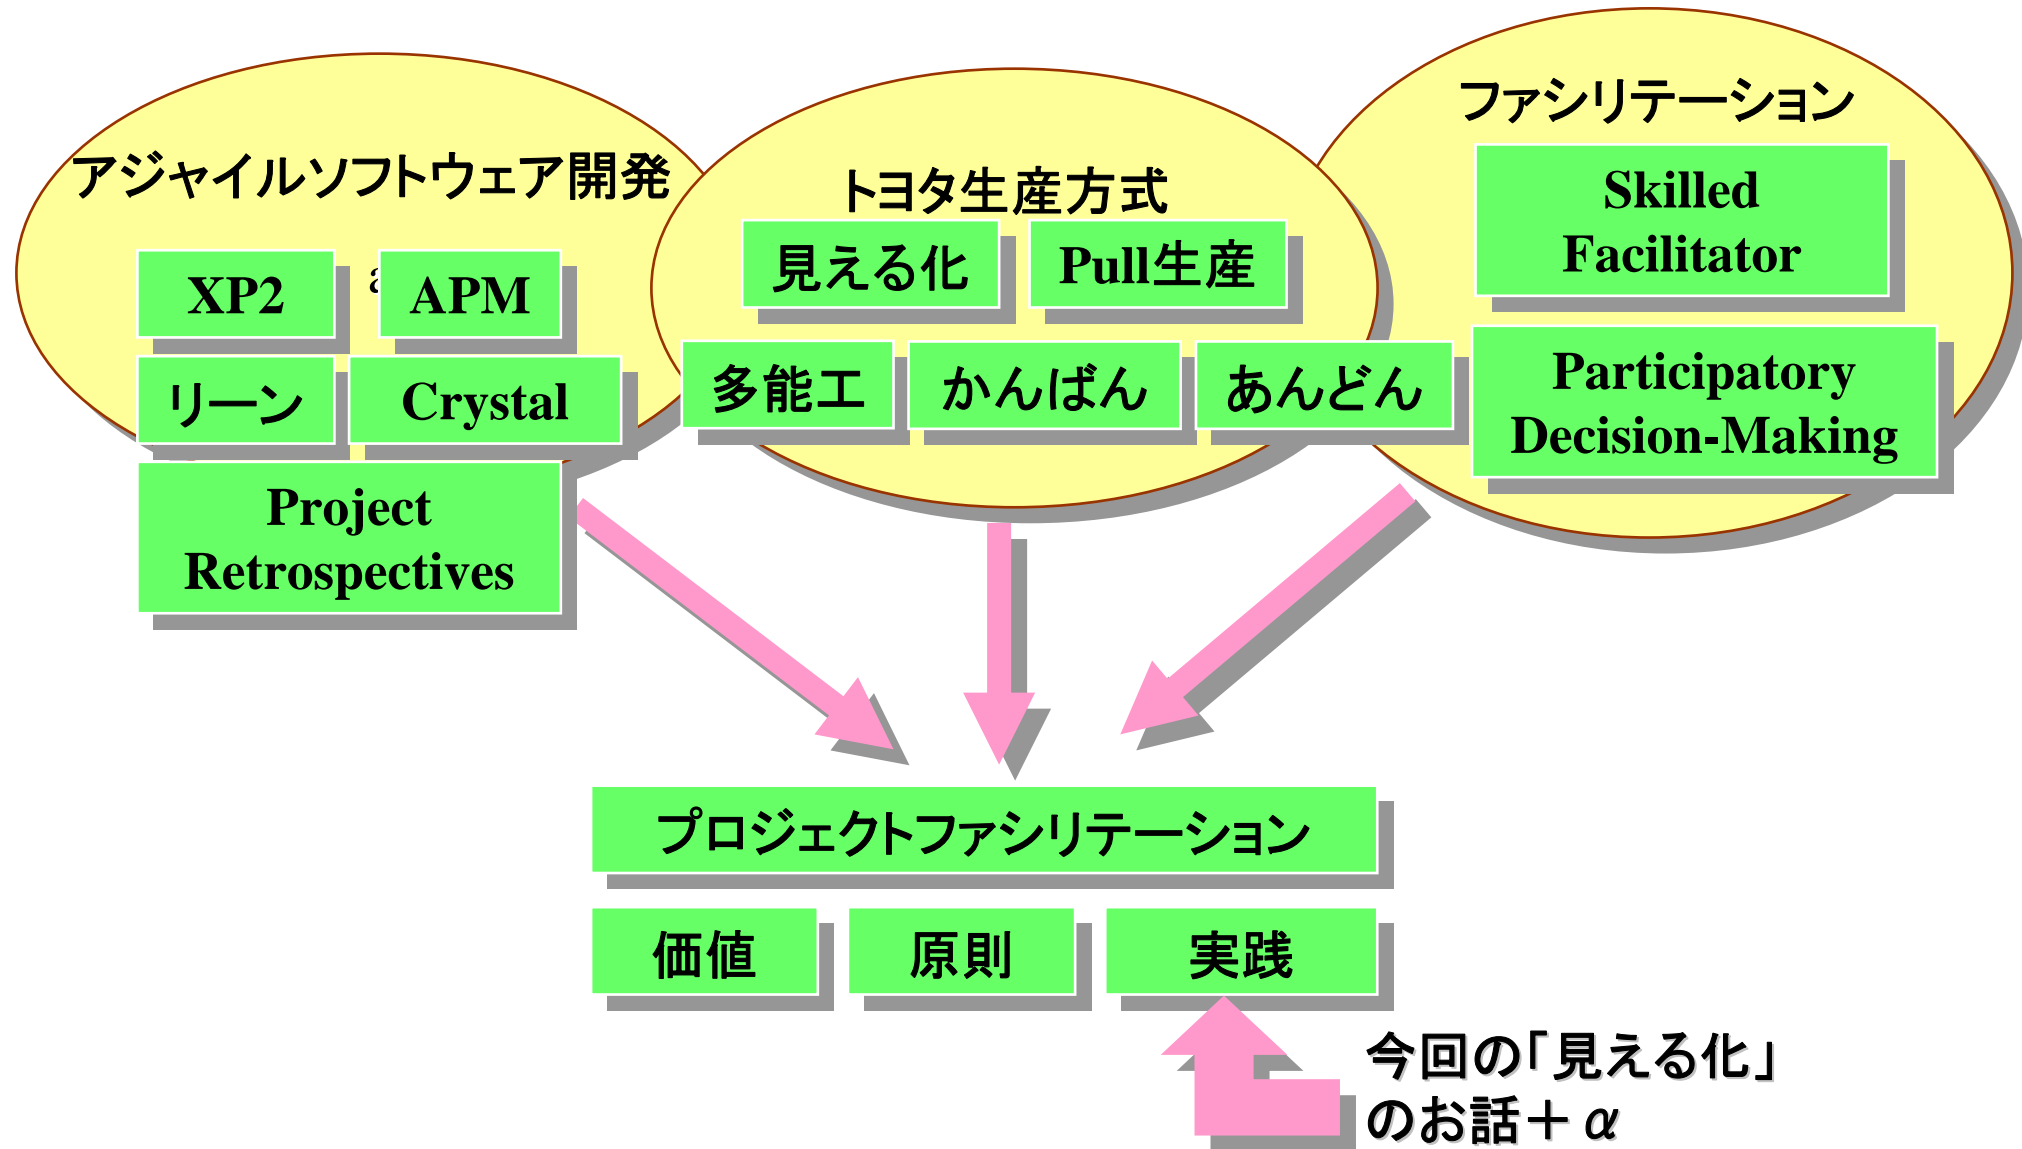 アジャイルソフトウェア開発
XP2
APM
リーン
Crystal
Project
Retrospectives
トヨタ生産方式
見える化
Pull生産
多能工
かんばん
あんどん
ファシリテーション
Skilled
Facilitator
Participatory
Decision-Making
プロジェクトファシリテーション
価値
原則
実践
今回の「見える化」
のお話＋α